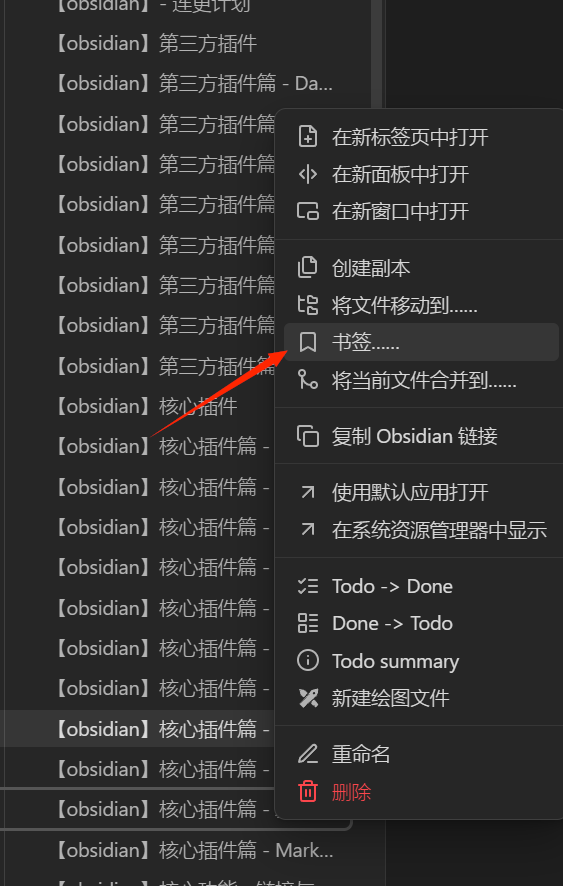 【obsidian】- 连更计划
【obsidian】第三方插件
【obsidian】第三方插件篇 - Da...
【obsidian】第三方插件篇
【obsidian】第三方插件篇
【obsidian】第三方插件篇
【obsidian】第三方插件篇
【obsidian】第三方插件篇
【obsidian】第三方插件篇
【obsidian】第三方插件篇
【obsidian】核心插件
【obsidian】核心插件篇 -
【obsidian】核心插件篇 -
【obsidian】核心插件篇 -
【obsidian】核心插件篇 -
【obsidian】核心插件篇 -
【obsidian】核心插件篇 -
【obsidian】核心插件篇 -
【obsidian】核心插件篇 -
【obsidian】核心插件篇 -
【obsidian】核心插件篇 -
【obsidian】核心插件篇 - Mark...
在新标签页中打开
在新面板中打开
在新窗口中打开
创建副本
将文件移动到......
书签......
将当前文件合并到......
复制 Obsidian 链接
使用默认应用打开
在系统资源管理器中显示
Todo -> Done
Done -> Todo
Todo summary
新建绘图文件
重命名
删除